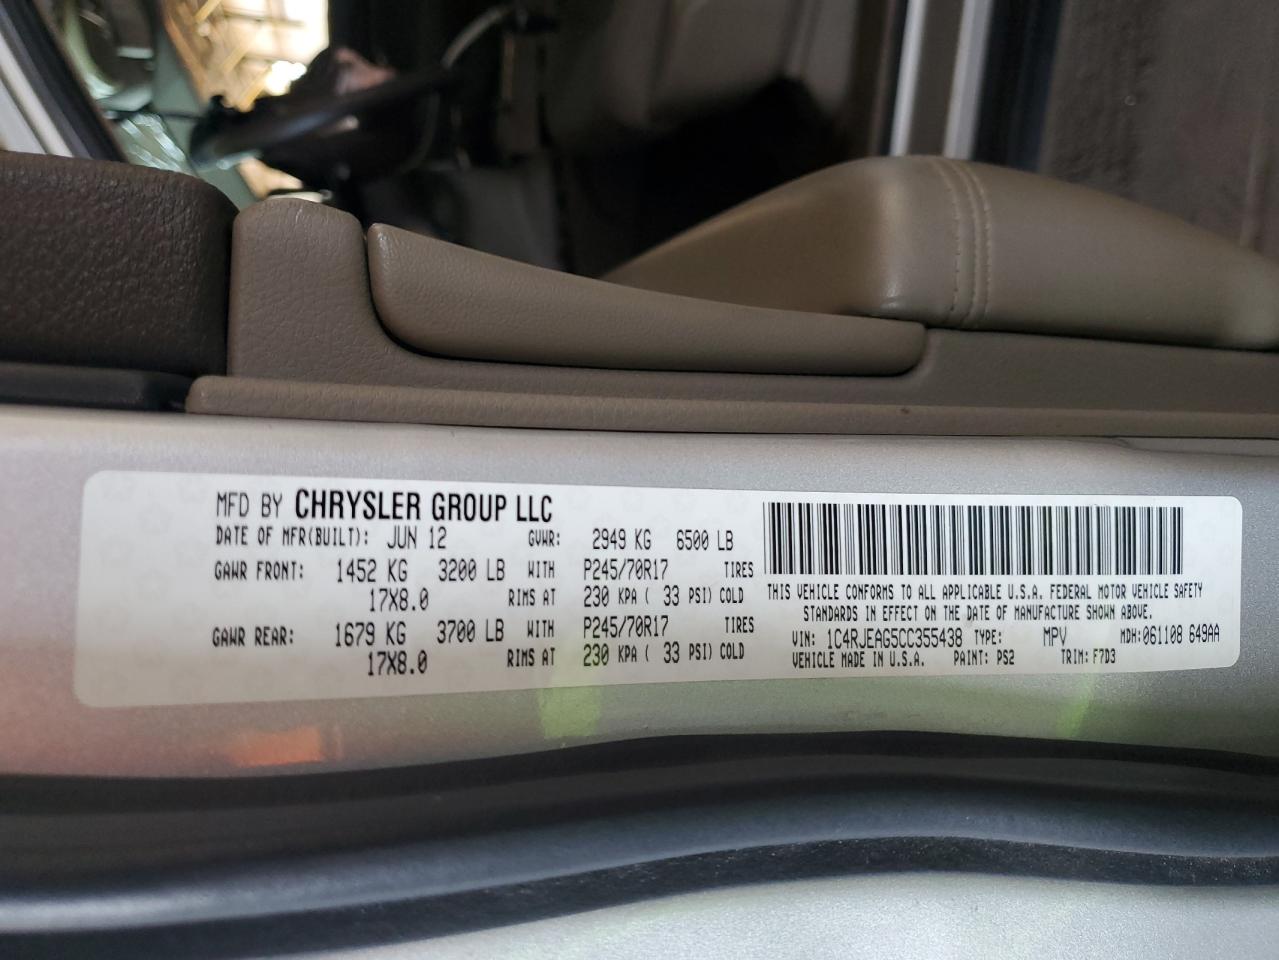 MFD BY CHRYSLER GROUP LLC
DATE OF MFR(BUILT): JUN 12 GVWR: 2949 KG 6500 LB
GAWR FRONT: 1452 KG 3200 LB WITH P245/70R17 TIRES
17X8.0 RIMS AT 230 KPA ( 33 PSI) COLD
GAWR REAR: 1679 KG 3700 LB WITH P245/70R17 TIRES
17X8.0 RIMS AT 230 KPA ( 33 PSI) COLD
THIS VEHICLE CONFORMS TO ALL APPLICABLE U.S.A. FEDERAL MOTOR VEHICLE SAFETY
STANDARDS IN EFFECT ON THE DATE OF MANUFACTURE SHOWN ABOVE.
VIN: 1C4RJEAG5CC355438 TYPE: MPV MDH: 061108 649AA
VEHICLE MADE IN U.S.A. PAINT: PS2 TRIM: F7D3